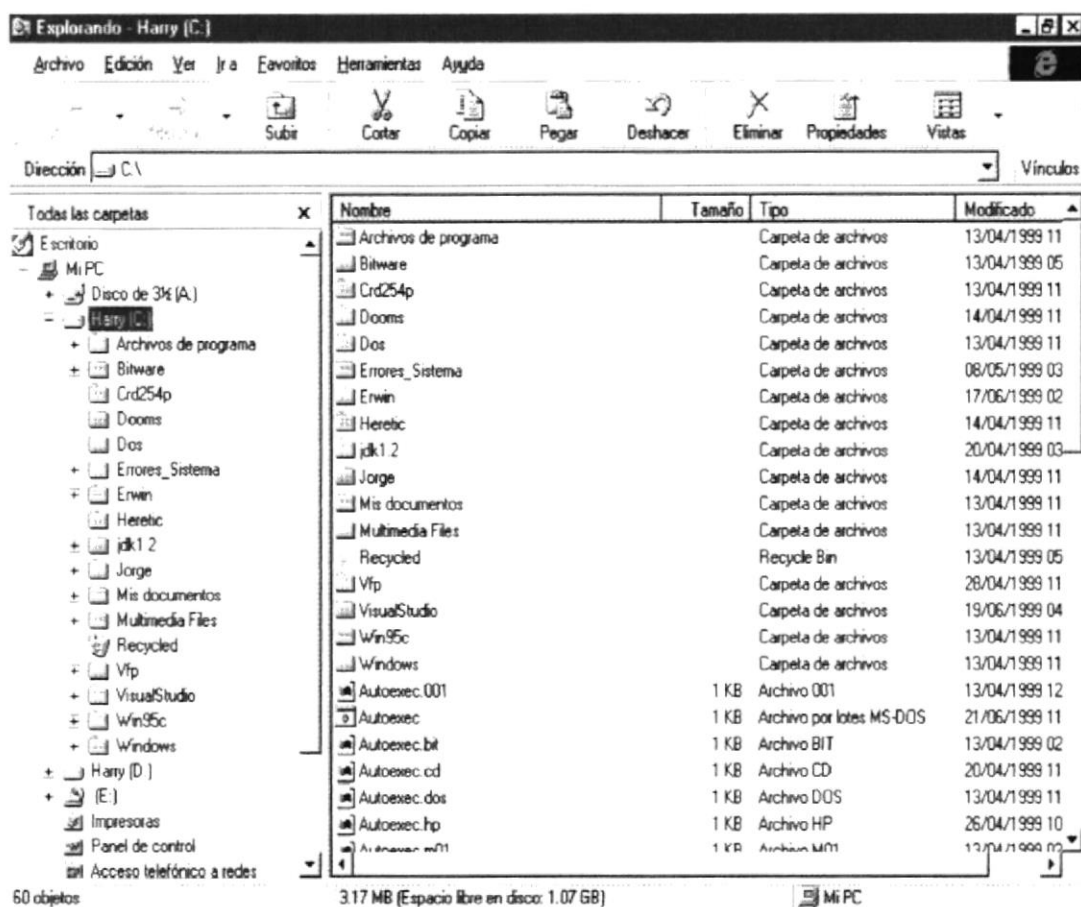 Explorando - Harry (C:)
Archivo Edición Ver Ir a Favoritos Herramientas Ayuda
Subir Cortar Copiar Pegar Deshacer Eliminar Propiedades Vistas
Dirección C:\ Vínculos
Todas las carpetas x
Escritorio
Mi PC
Disco de 3½ (A:)
Harry (C:)
Archivos de programa
Bitware
Crd254p
Dooms
Dos
Errores_Sistema
Erwin
Heretic
jdk1.2
Jorge
Mis documentos
Multimedia Files
Recycled
Vfp
VisualStudio
Win95c
Windows
Harry (D:)
(E:)
Impresoras
Panel de control
Acceso telefónico a redes
Nombre Tamaño Tipo Modificado
Archivos de programa Carpeta de archivos 13/04/1999 11
Bitware Carpeta de archivos 13/04/1999 05
Crd254p Carpeta de archivos 13/04/1999 11
Dooms Carpeta de archivos 14/04/1999 11
Dos Carpeta de archivos 13/04/1999 11
Errores_Sistema Carpeta de archivos 08/05/1999 03
Erwin Carpeta de archivos 17/06/1999 02
Heretic Carpeta de archivos 14/04/1999 11
jdk1.2 Carpeta de archivos 20/04/1999 03
Jorge Carpeta de archivos 14/04/1999 11
Mis documentos Carpeta de archivos 13/04/1999 11
Multimedia Files Carpeta de archivos 13/04/1999 11
Recycled Recycle Bin 13/04/1999 05
Vfp Carpeta de archivos 28/04/1999 11
VisualStudio Carpeta de archivos 19/06/1999 04
Win95c Carpeta de archivos 13/04/1999 11
Windows Carpeta de archivos 13/04/1999 11
Autoexec.001 1 KB Archivo 001 13/04/1999 12
Autoexec 1 KB Archivo por lotes MS-DOS 21/06/1999 11
Autoexec.bit 1 KB Archivo BIT 13/04/1999 02
Autoexec.cd 1 KB Archivo CD 20/04/1999 11
Autoexec.dos 1 KB Archivo DOS 13/04/1999 11
Autoexec.hp 1 KB Archivo HP 26/04/1999 10
Autoexec.m01 1 KB Archivo M01 13/04/1999 02
60 objetos 3.17 MB (Espacio libre en disco: 1.07 GB) Mi PC